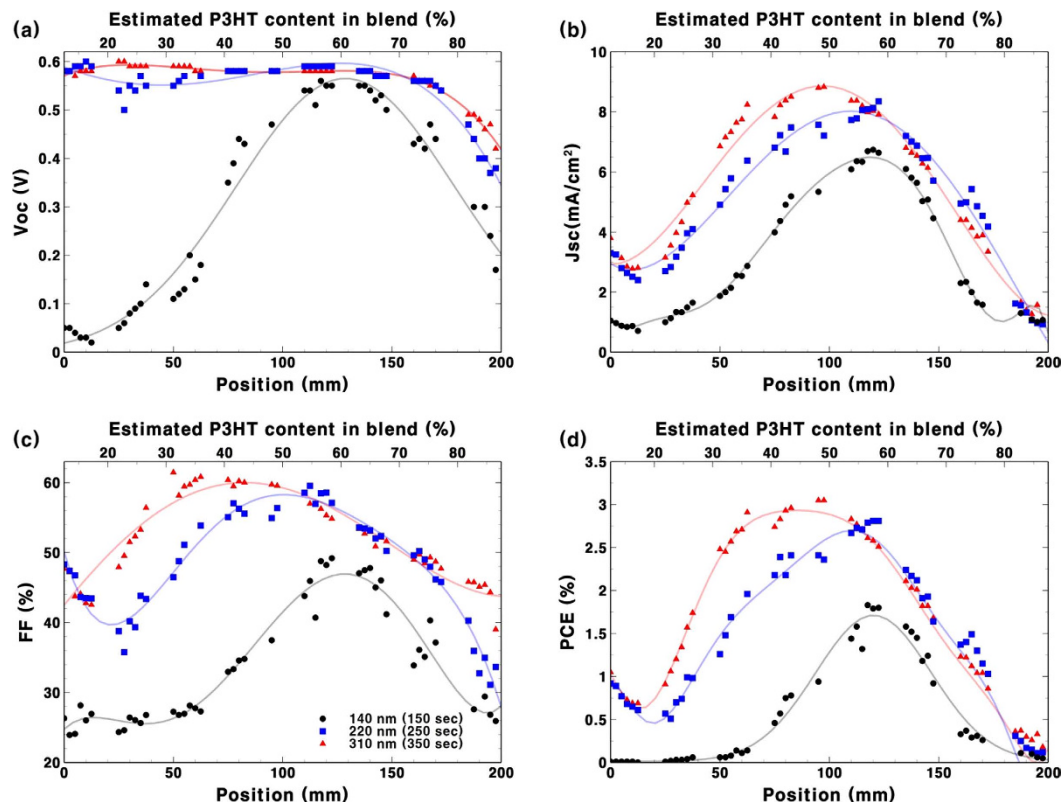 Estimated P3HT content in blend (%)
(a)
20 30 40 50 60 70 80
0.6
0.5
0.4
0.3
0.2
0.1
0
Voc (V)
0 50 100 150 200
Position (mm)
Estimated P3HT content in blend (%)
(b)
20 30 40 50 60 70 80
10
8
6
4
2
0
Jsc(mA/cm²)
0 50 100 150 200
Position (mm)
Estimated P3HT content in blend (%)
(c)
20 30 40 50 60 70 80
60
50
40
30
20
FF (%)
140 nm (150 sec)
220 nm (250 sec)
310 nm (350 sec)
0 50 100 150 200
Position (mm)
Estimated P3HT content in blend (%)
(d)
20 30 40 50 60 70 80
3.5
3
2.5
2
1.5
1
0.5
0
PCE (%)
0 50 100 150 200
Position (mm)